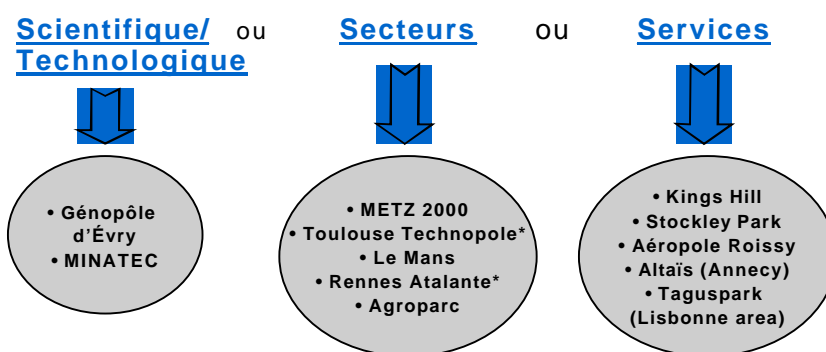 Scientifique/ ou Secteurs ou Services
Technologique
• Génopôle
d'Évry
• MINATEC
• METZ 2000
• Toulouse Technopole*
• Le Mans
• Rennes Atalante*
• Agroparc
• Kings Hill
• Stockley Park
• Aéropole Roissy
• Altaïs (Annecy)
• Taguspark
(Lisbonne area)